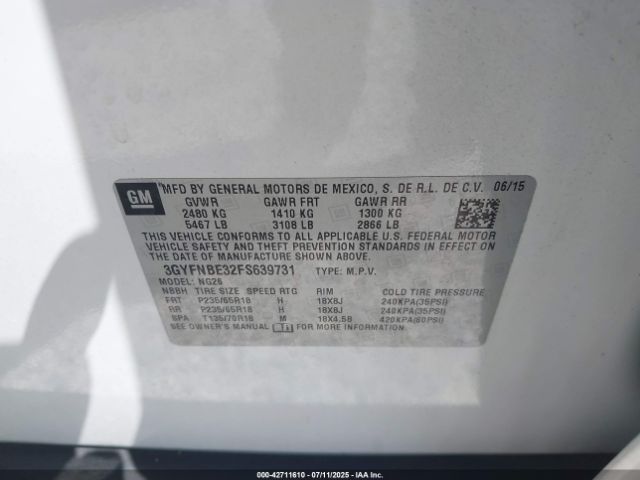 GM
MFD BY GENERAL MOTORS DE MEXICO, S. DE R.L. DE C.V. 06/15
GVWR GAWR FRT GAWR RR
2480 KG 1410 KG 1300 KG
5467 LB 3108 LB 2866 LB
THIS VEHICLE CONFORMS TO ALL APPLICABLE U.S. FEDERAL MOTOR
VEHICLE SAFETY AND THEFT PREVENTION STANDARDS IN EFFECT ON
THE DATE OF MANUFACTURE SHOWN ABOVE.
3GYFNBE32FS639731 TYPE: M.P.V.
MODEL: NG26
NBBH TIRE SIZE SPEED RTG RIM COLD TIRE PRESSURE
FRT P235/65R18 H 18X8J 240KPA(35PSI)
RR P235/65R18 H 18X8J 240KPA(35PSI)
SPA T135/70R18 M 18X4.5B 420KPA(60PSI)
SEE OWNER'S MANUAL FOR MORE INFORMATION.
000-42711610 - 07/11/2025 - IAAI.COM